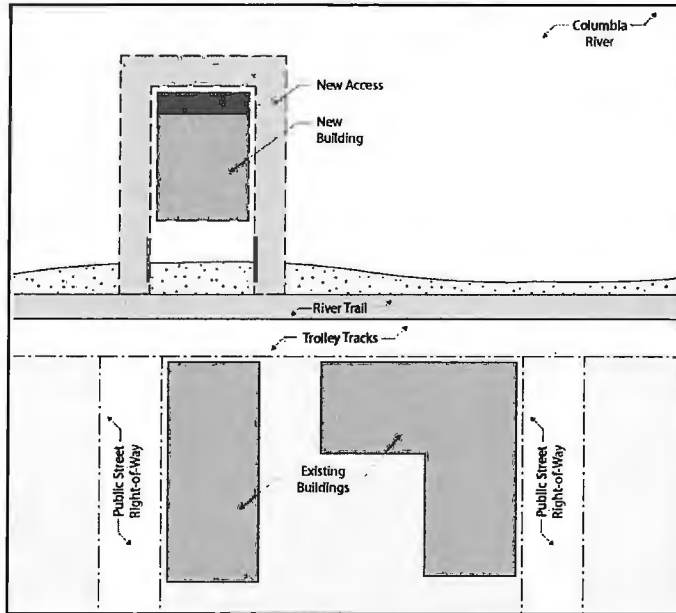 Columbia
River
New Access
New
Building
River Trail
Trolley Tracks
Public Street
Right-of-Way
Existing
Buildings
Public Street
Right-of-Way